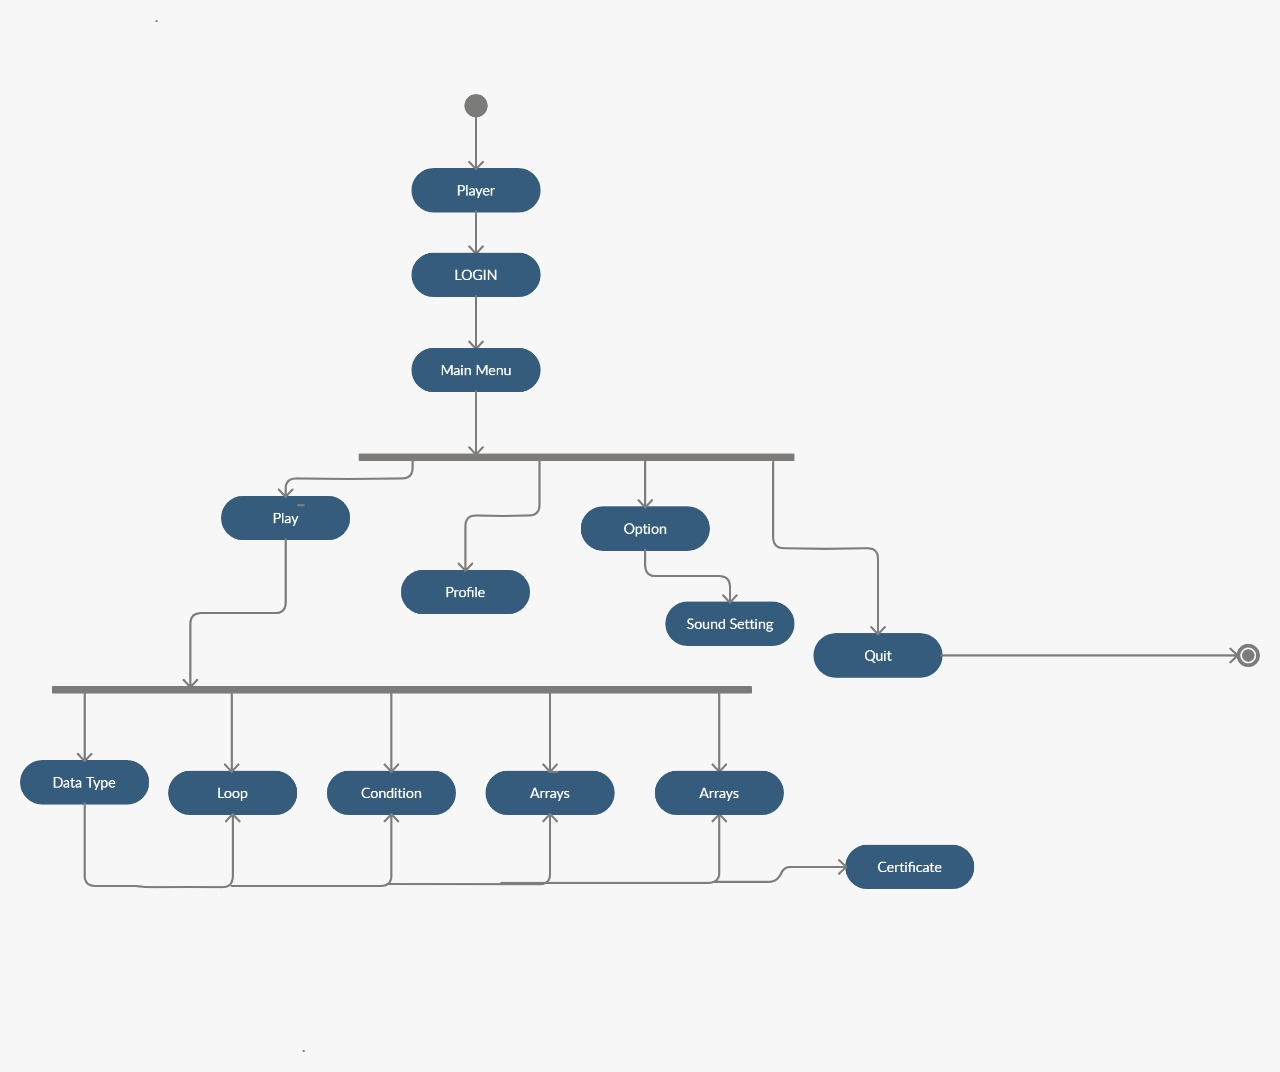 Player
LOGIN
Main Menu
Play
Option
Profile
Sound Setting
Quit
Data Type
Loop
Condition
Arrays
Arrays
Certificate